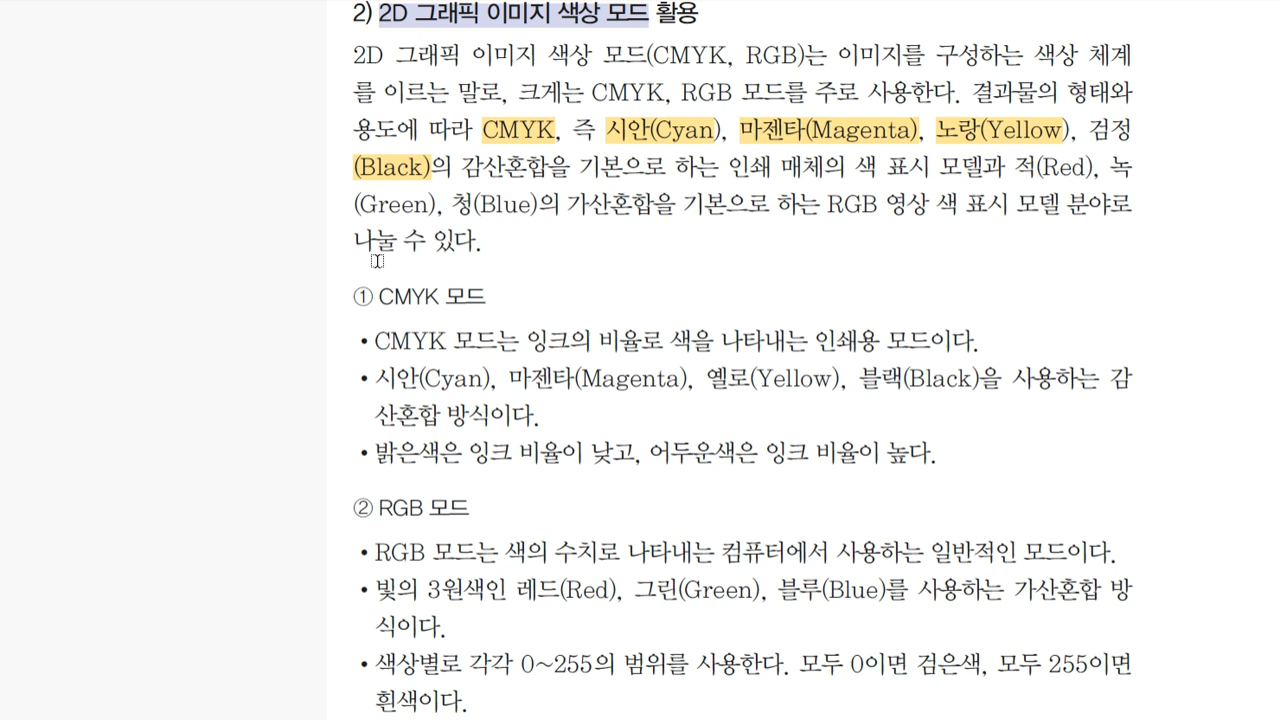 2) 2D 그래픽 이미지 색상 모드 활용
2D 그래픽 이미지 색상 모드(CMYK, RGB)는 이미지를 구성하는 색상 체계
를 이르는 말로, 크게는 CMYK, RGB 모드를 주로 사용한다. 결과물의 형태와
용도에 따라 CMYK, 즉 시안(Cyan), 마젠타(Magenta), 노랑(Yellow), 검정
(Black)의 감산혼합을 기본으로 하는 인쇄 매체의 색 표시 모델과 적(Red), 녹
(Green), 청(Blue)의 가산혼합을 기본으로 하는 RGB 영상 색 표시 모델 분야로
나눌 수 있다.
① CMYK 모드
• CMYK 모드는 잉크의 비율로 색을 나타내는 인쇄용 모드이다.
• 시안(Cyan), 마젠타(Magenta), 옐로(Yellow), 블랙(Black)을 사용하는 감
산혼합 방식이다.
• 밝은색은 잉크 비율이 낮고, 어두운색은 잉크 비율이 높다.
② RGB 모드
• RGB 모드는 색의 수치로 나타내는 컴퓨터에서 사용하는 일반적인 모드이다.
• 빛의 3원색인 레드(Red), 그린(Green), 블루(Blue)를 사용하는 가산혼합 방
식이다.
• 색상별로 각각 0~255의 범위를 사용한다. 모두 0이면 검은색, 모두 255이면
흰색이다.